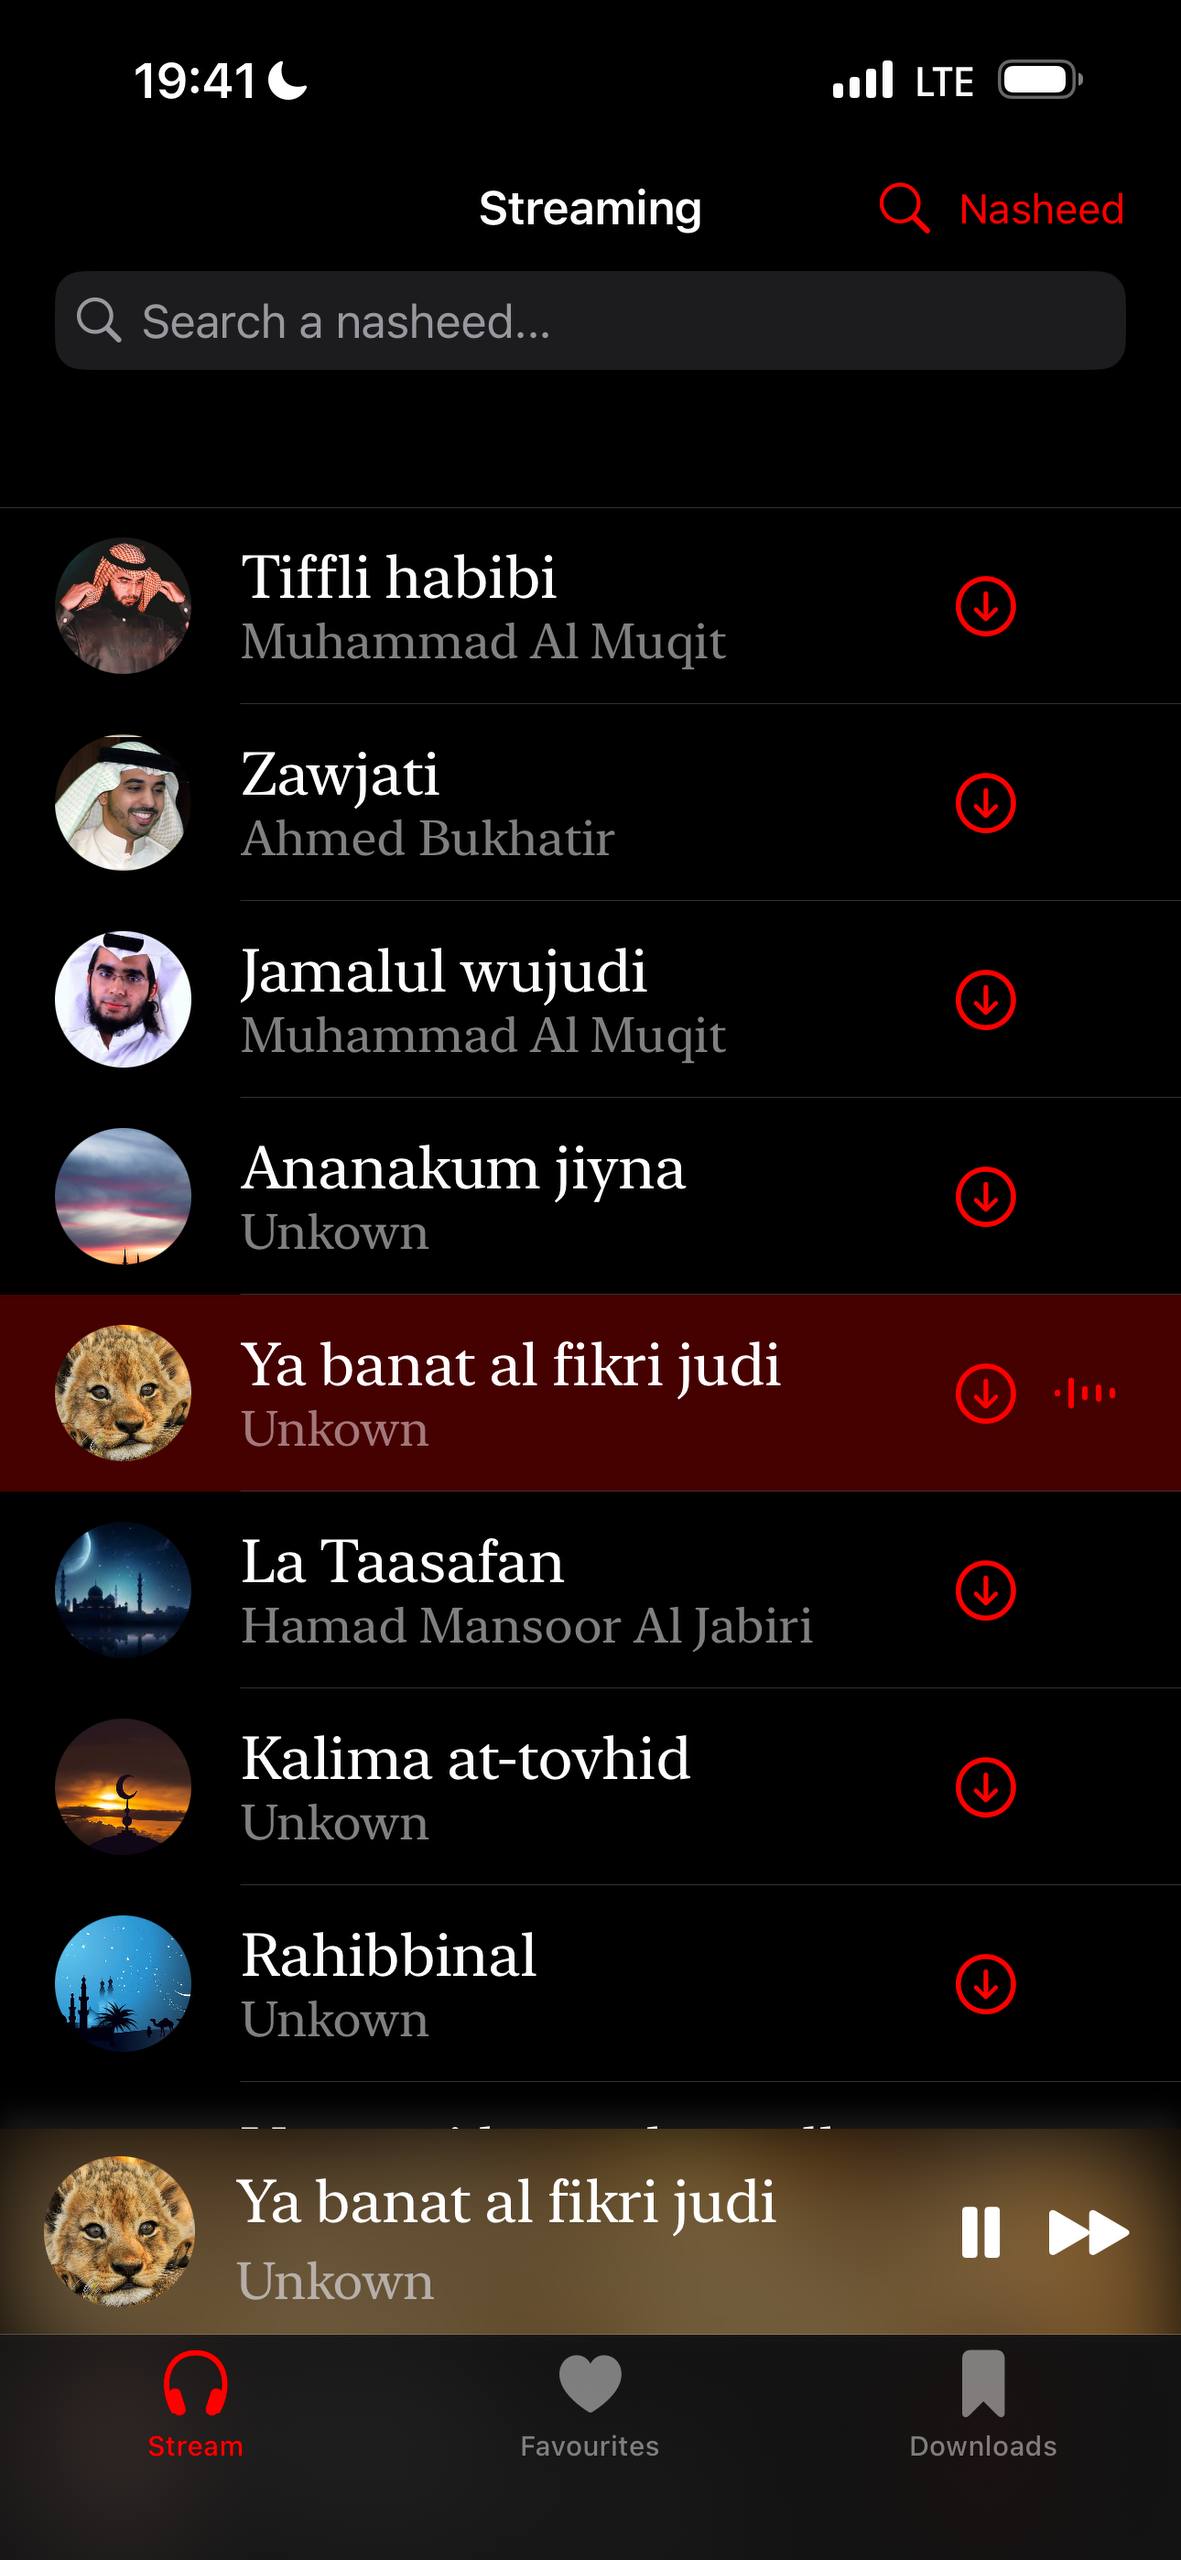 19:41
LTE
Streaming
Nasheed
Search a nasheed...
Tiffli habibi
Muhammad Al Muqit
Zawjati
Ahmed Bukhatir
Jamalul wujudi
Muhammad Al Muqit
Ananakum jiyna
Unkown
Ya banat al fikri judi
Unkown
La Taasafan
Hamad Mansoor Al Jabiri
Kalima at-tovhid
Unkown
Rahibbinal
Unkown
Ya banat al fikri judi
Unkown
Stream
Favourites
Downloads